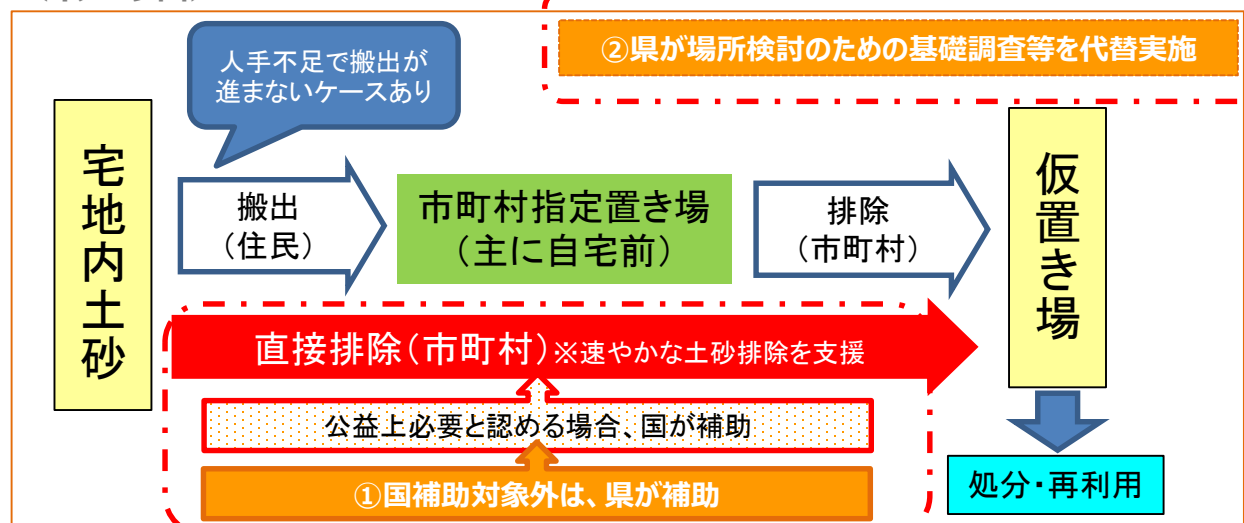 ②県が場所検討のための基礎調査等を代替実施
人手不足で搬出が
進まないケースあり
宅地内土砂
搬出
（住民）
市町村指定置き場
（主に自宅前）
排除
（市町村）
仮置き場
直接排除（市町村）※速やかな土砂排除を支援
公益上必要と認める場合、国が補助
①国補助対象外は、県が補助
処分・再利用